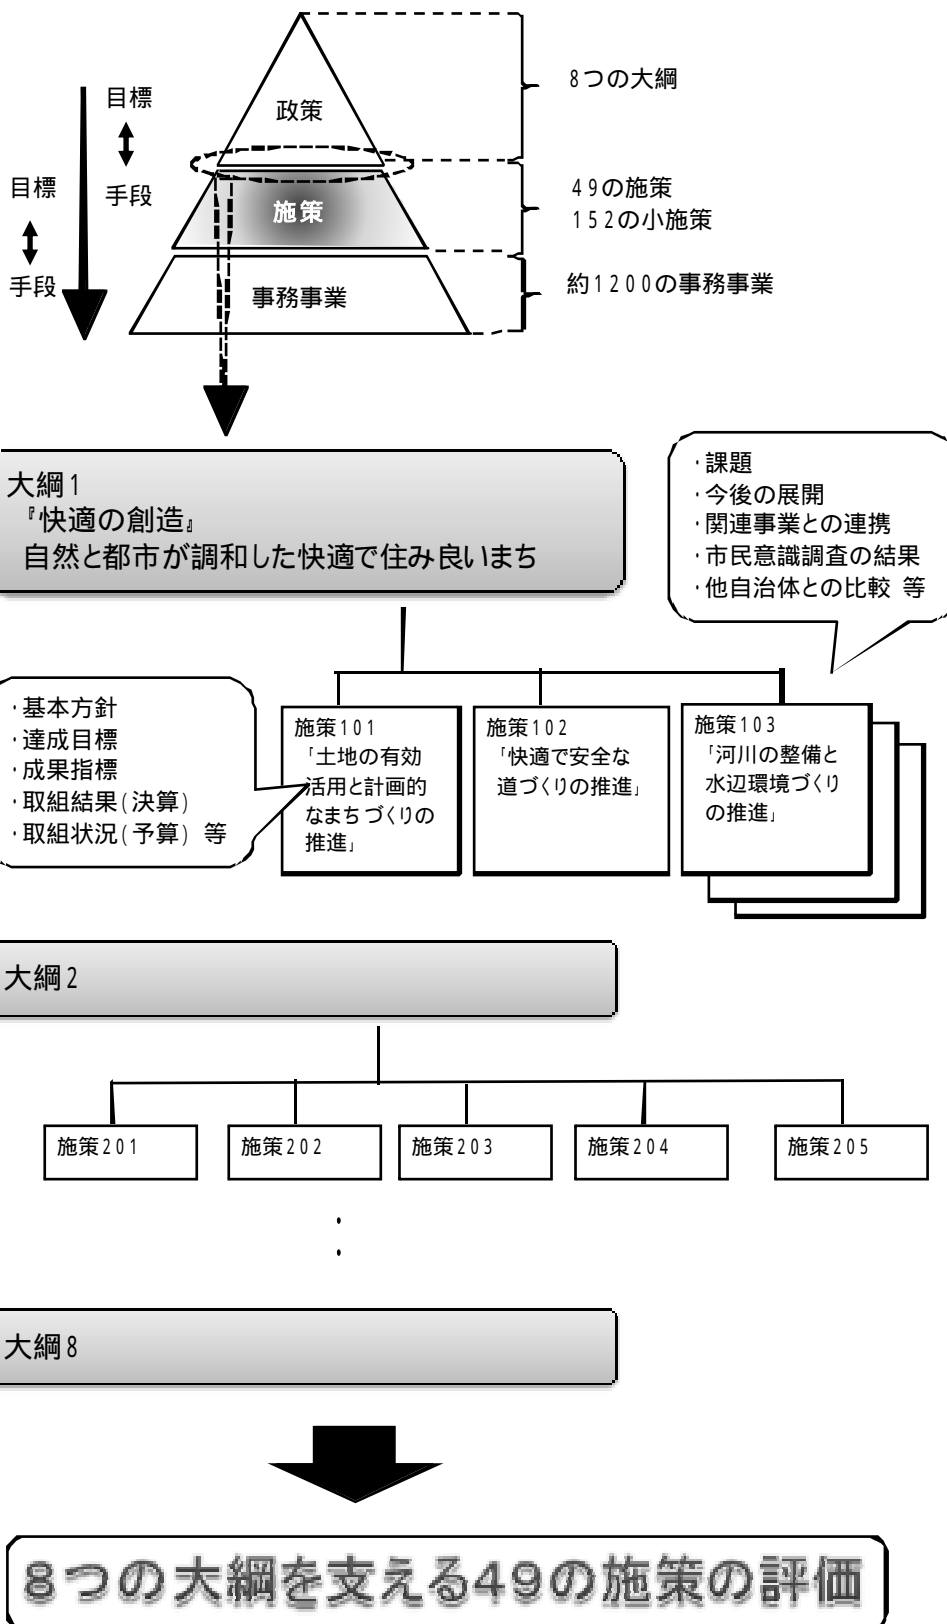 8つの大綱
政策
目標
手段
目標
手段
施策
49の施策
152の小施策
事務事業
約1200の事務事業
大綱1
『快適の創造』
自然と都市が調和した快適で住み良いまち
・課題
・今後の展開
・関連事業との連携
・市民意識調査の結果
・他自治体との比較 等
・基本方針
・達成目標
・成果指標
・取組結果(決算)
・取組状況(予算) 等
施策101
「土地の有効
活用と計画的
なまちづくりの
推進」
施策102
「快適で安全な
道づくりの推進」
施策103
「河川の整備と
水辺環境づくり
の推進」
大綱2
施策201
施策202
施策203
施策204
施策205
・
・
大綱8
8つの大綱を支える49の施策の評価